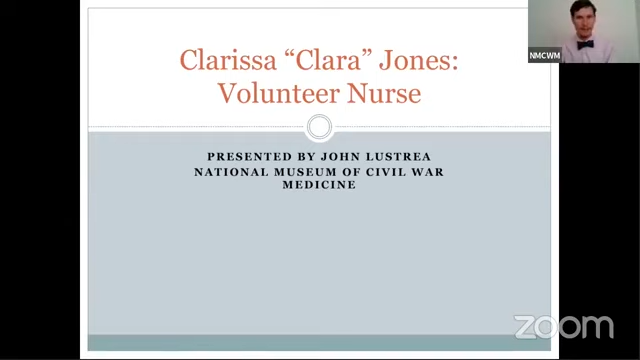 Clarissa “Clara” Jones:
Volunteer Nurse
NMCWM
PRESENTED BY JOHN LUSTREA
NATIONAL MUSEUM OF CIVIL WAR
MEDICINE
zoom